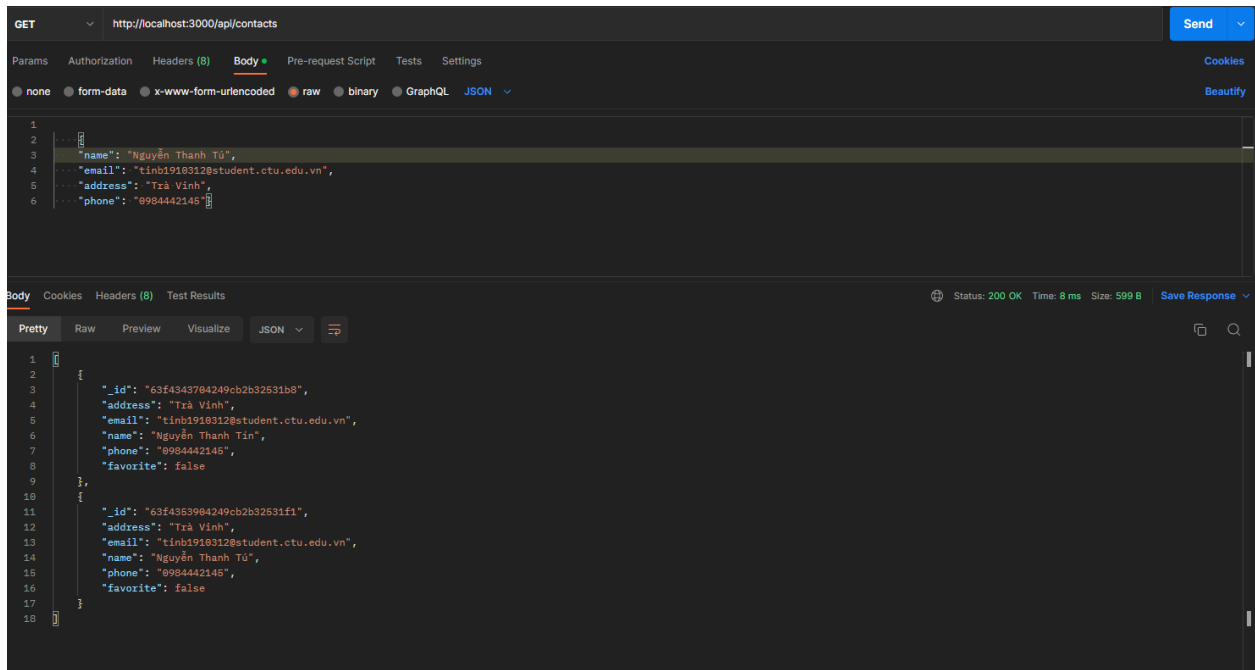 GET http://localhost:3000/api/contacts Send
Params Authorization Headers (8) Body Pre-request Script Tests Settings Cookies
none form-data x-www-form-urlencoded raw binary GraphQL JSON Beautify
1
2 {
3 "name": "Nguyễn Thanh Tú",
4 "email": "tinb1910312@student.ctu.edu.vn",
5 "address": "Trà Vinh",
6 "phone": "0984442145"}
Body Cookies Headers (8) Test Results Status: 200 OK Time: 8 ms Size: 599 B Save Response
Pretty Raw Preview Visualize JSON
1 [
2 {
3 "_id": "63f4343704249cb2b32531b8",
4 "address": "Trà Vinh",
5 "email": "tinb1910312@student.ctu.edu.vn",
6 "name": "Nguyễn Thanh Tín",
7 "phone": "0984442145",
8 "favorite": false
9 },
10 {
11 "_id": "63f4353904249cb2b32531f1",
12 "address": "Trà Vinh",
13 "email": "tinb1910312@student.ctu.edu.vn",
14 "name": "Nguyễn Thanh Tú",
15 "phone": "0984442145",
16 "favorite": false
17 }
18 ]